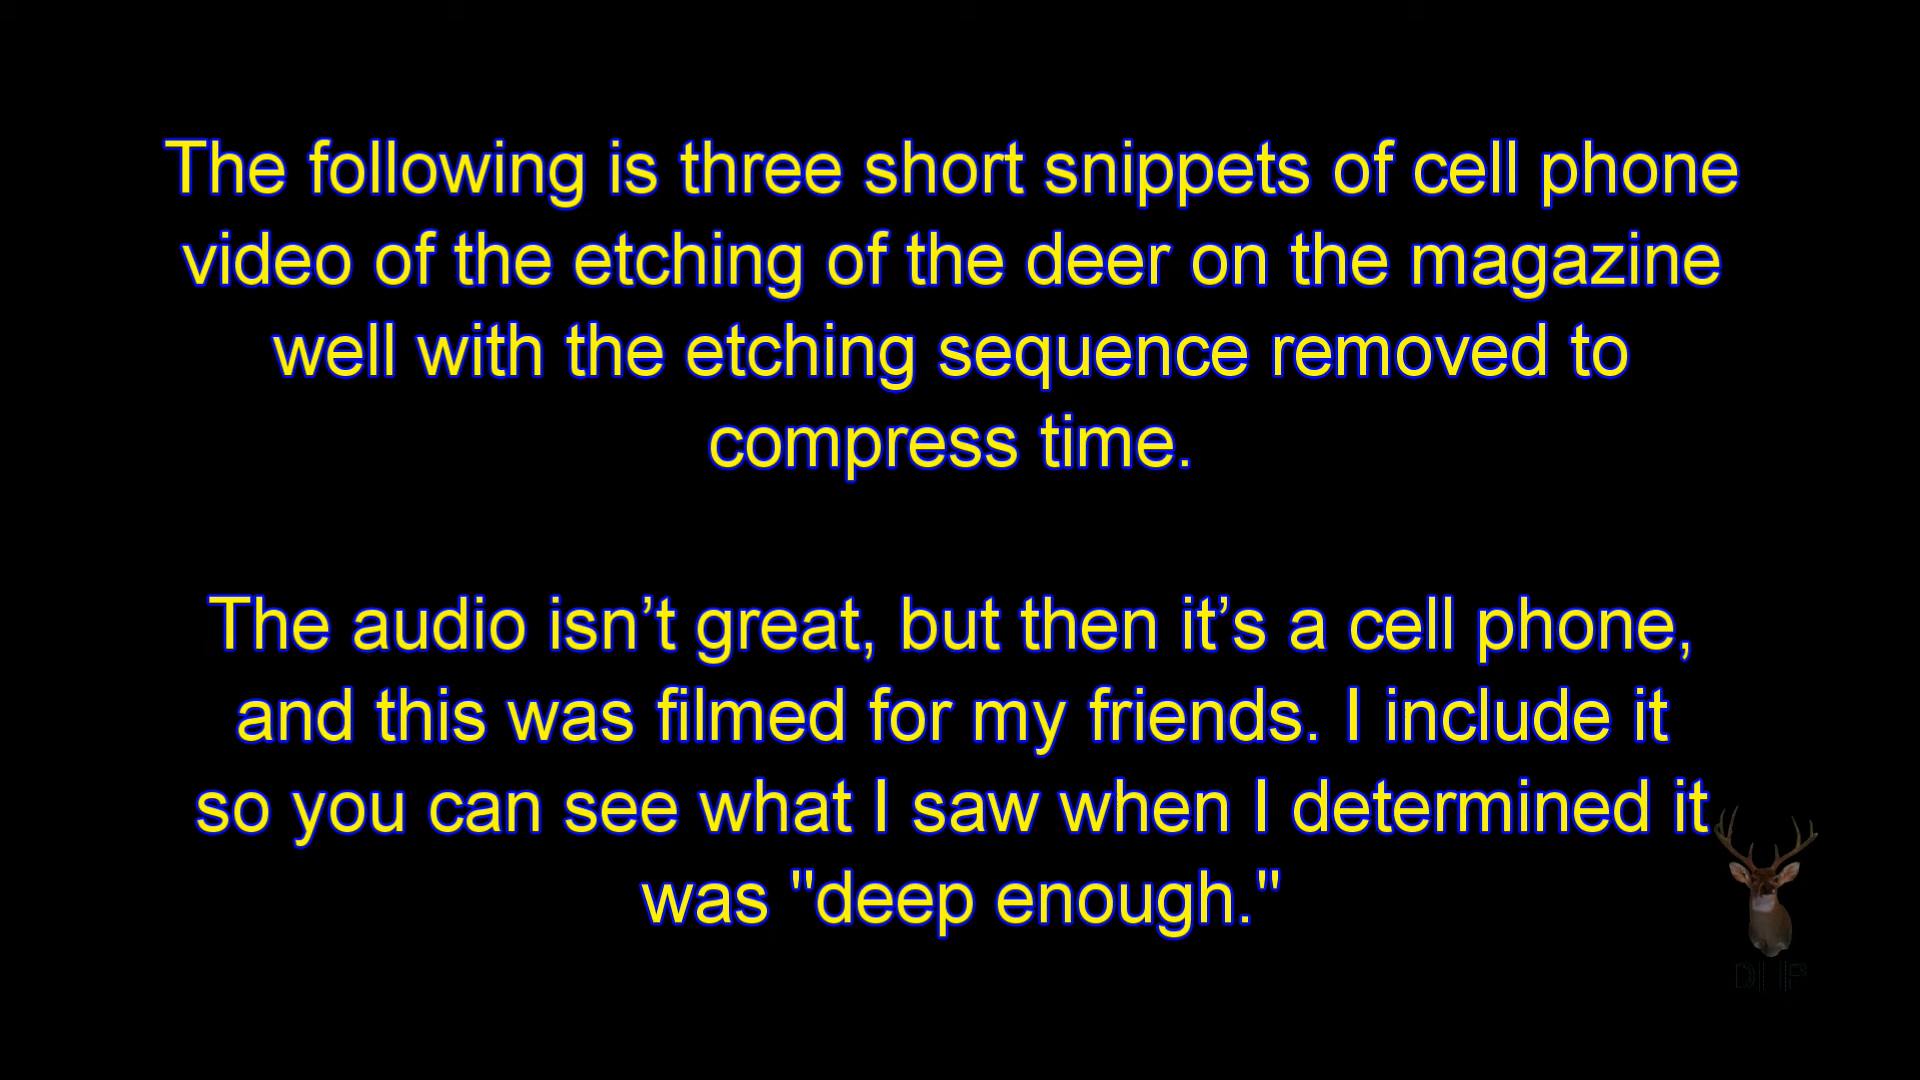 The following is three short snippets of cell phone
video of the etching of the deer on the magazine
well with the etching sequence removed to
compress time.
The audio isn’t great, but then it’s a cell phone,
and this was filmed for my friends. I include it
so you can see what I saw when I determined it
was "deep enough."